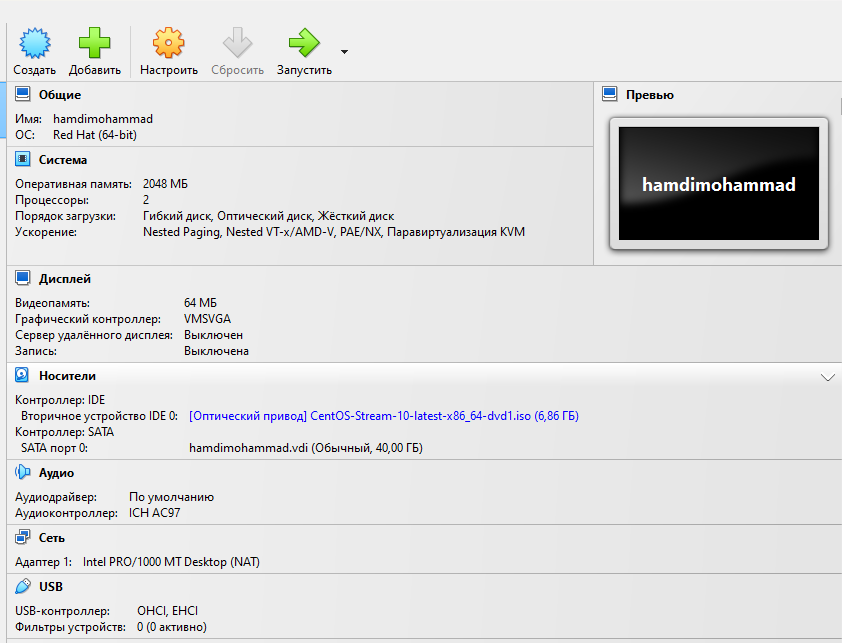 Создать Добавить Настроить Сбросить Запустить
Общие
Имя: hamdimohammad
ОС: Red Hat (64-bit)
Превью
hamdimohammad
Система
Оперативная память: 2048 МБ
Процессоры: 2
Порядок загрузки: Гибкий диск, Оптический диск, Жёсткий диск
Ускорение: Nested Paging, Nested VT-x/AMD-V, PAE/NX, Паравиртуализация KVM
Дисплей
Видеопамять: 64 МБ
Графический контроллер: VMSVGA
Сервер удалённого дисплея: Выключен
Запись: Выключена
Носители
Контроллер: IDE
Вторичное устройство IDE 0: [Оптический привод] CentOS-Stream-10-latest-x86_64-dvd1.iso (6,86 ГБ)
Контроллер: SATA
SATA порт 0: hamdimohammad.vdi (Обычный, 40,00 ГБ)
Аудио
Аудиодрайвер: По умолчанию
Аудиоконтроллер: ICH AC97
Сеть
Адаптер 1: Intel PRO/1000 MT Desktop (NAT)
USB
USB-контроллер: OHCI, EHCI
Фильтры устройств: 0 (0 активно)